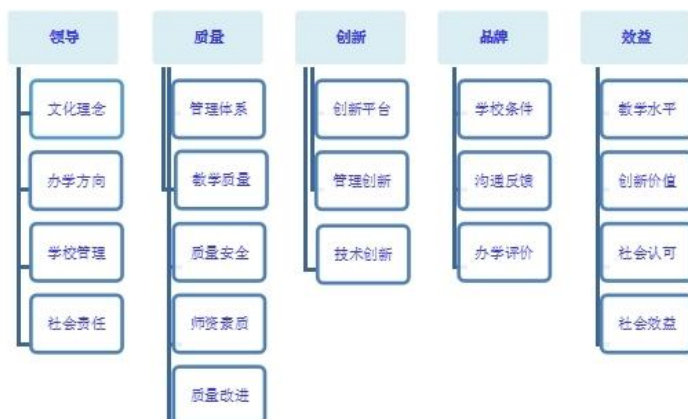 领导
质量
创新
品牌
效益
文化理念
管理体系
创新平台
学校条件
教学水平
办学方向
教学质量
管理创新
沟通反馈
创新价值
学校管理
质量安全
技术创新
办学评价
社会认可
社会责任
师资素质
社会效益
质量改进